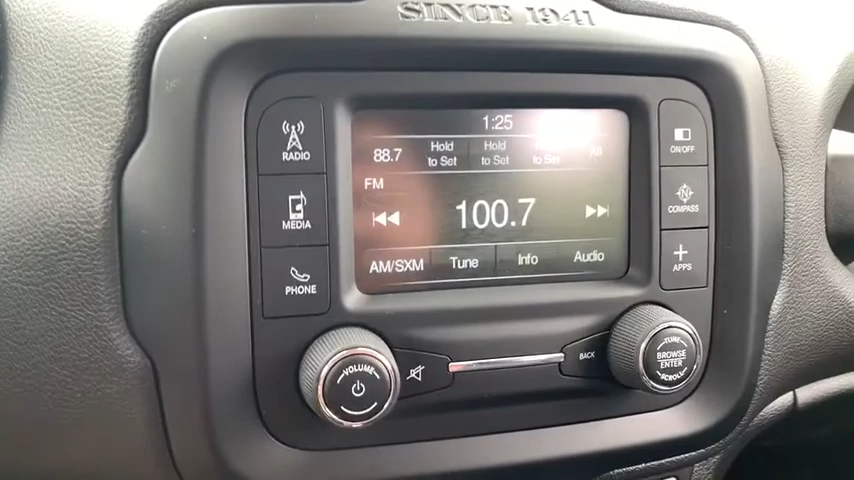 SINCE 1941
1:25
88.7 Hold to Set Hold to Set Hold to Set All
FM
100.7
AM/SXM Tune Info Audio
RADIO
MEDIA
PHONE
ON/OFF
COMPASS
N
APPS
VOLUME
BACK
TUNE
BROWSE
ENTER
SCROLL